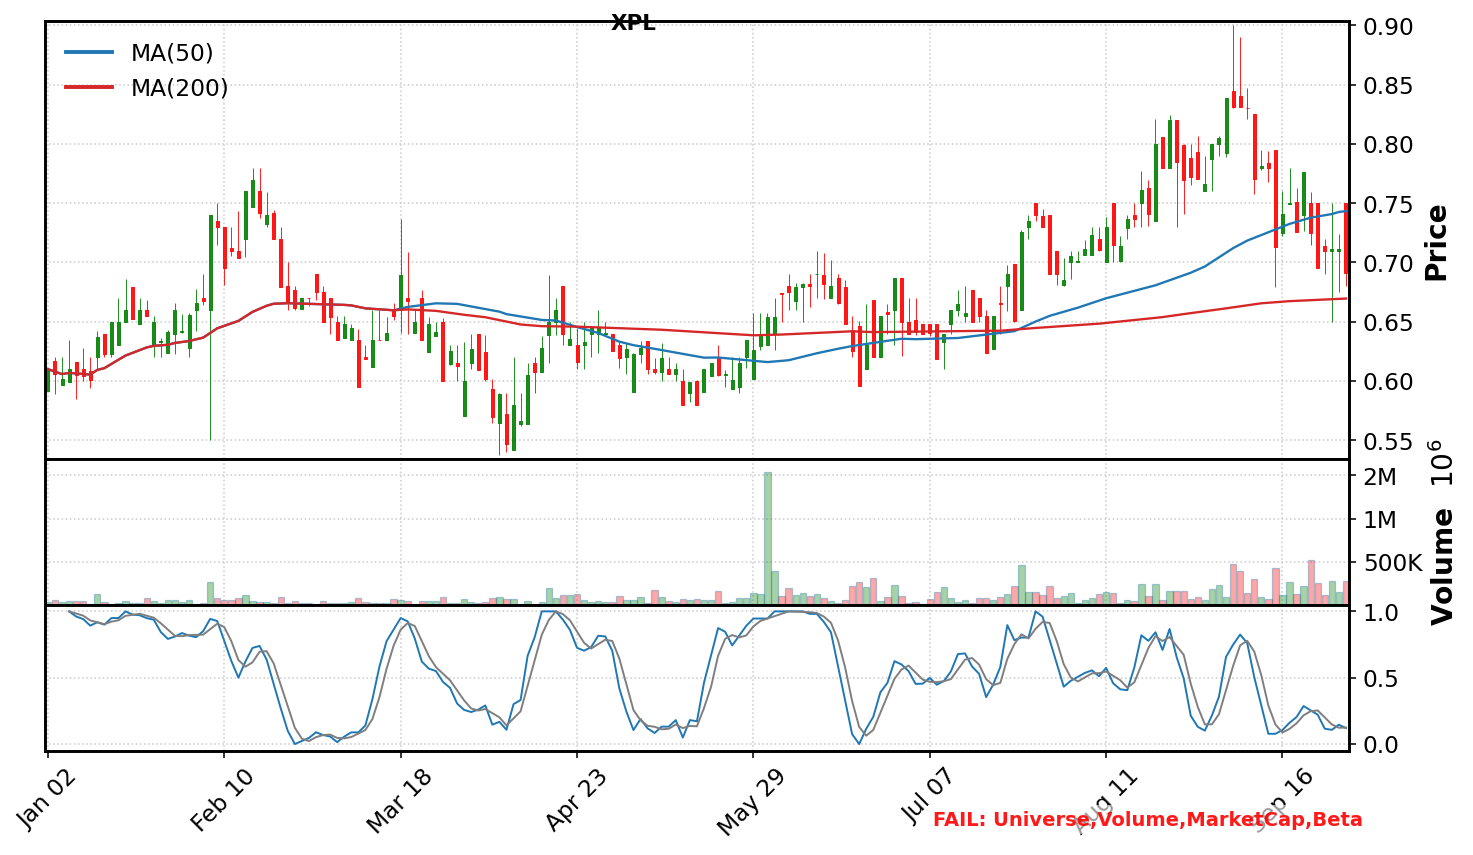 XPL
MA(50)
MA(200)
0.90
0.85
0.80
0.75
0.70
0.65
0.60
0.55
Price
2M
1M
500K
Volume 10⁶
1.0
0.5
0.0
Jan 02
Feb 10
Mar 18
Apr 23
May 29
Jul 07
Aug 11
Sep 16
FAIL: Universe,Volume,MarketCap,Beta